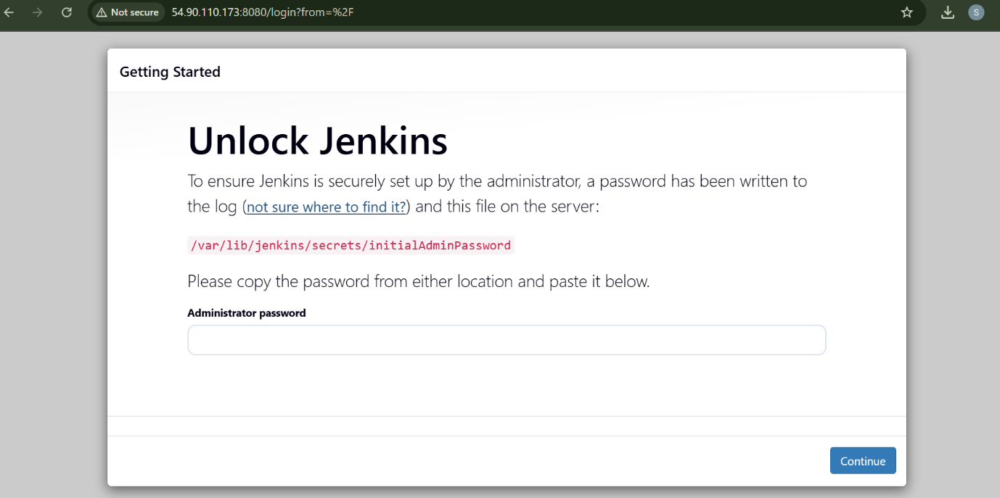 Not secure 54.90.110.173:8080/login?from=%2F S
Getting Started
Unlock Jenkins
To ensure Jenkins is securely set up by the administrator, a password has been written to
the log (not sure where to find it?) and this file on the server:
/var/lib/jenkins/secrets/initialAdminPassword
Please copy the password from either location and paste it below.
Administrator password
Continue